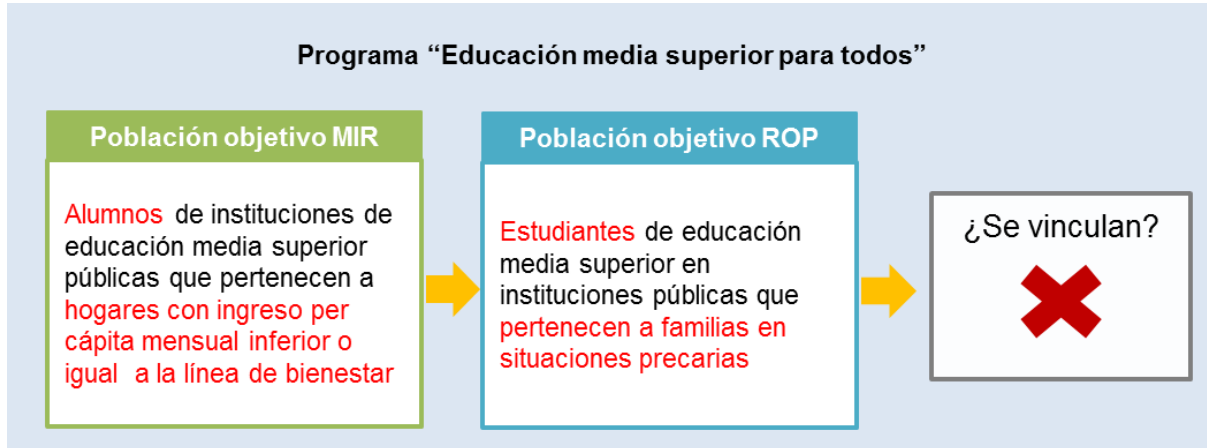 Programa “Educación media superior para todos”
Población objetivo MIR
Alumnos de instituciones de
educación media superior
públicas que pertenecen a
hogares con ingreso per
cápita mensual inferior o
igual a la línea de bienestar
Población objetivo ROP
Estudiantes de educación
media superior en
instituciones públicas que
pertenecen a familias en
situaciones precarias
¿Se vinculan?